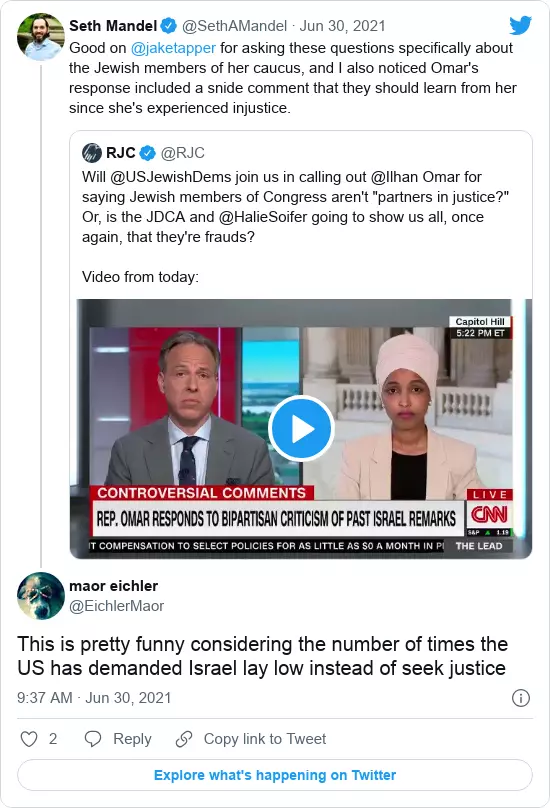 Seth Mandel @SethAMandel · Jun 30, 2021
Good on @jaketapper for asking these questions specifically about
the Jewish members of her caucus, and I also noticed Omar's
response included a snide comment that they should learn from her
since she's experienced injustice.
RJC @RJC
Will @USJewishDems join us in calling out @Ilhan Omar for
saying Jewish members of Congress aren't "partners in justice?"
Or, is the JDCA and @HalieSoifer going to show us all, once
again, that they're frauds?
Video from today:
Capitol Hill
5:22 PM ET
CONTROVERSIAL COMMENTS
LIVE
REP. OMAR RESPONDS TO BIPARTISAN CRITICISM OF PAST ISRAEL REMARKS
CNN
S&P 1.19
IT COMPENSATION TO SELECT POLICIES FOR AS LITTLE AS $0 A MONTH IN
THE LEAD
maor eichler
@EichlerMaor
This is pretty funny considering the number of times the
US has demanded Israel lay low instead of seek justice
9:37 AM · Jun 30, 2021
2 Reply Copy link to Tweet
Explore what's happening on Twitter